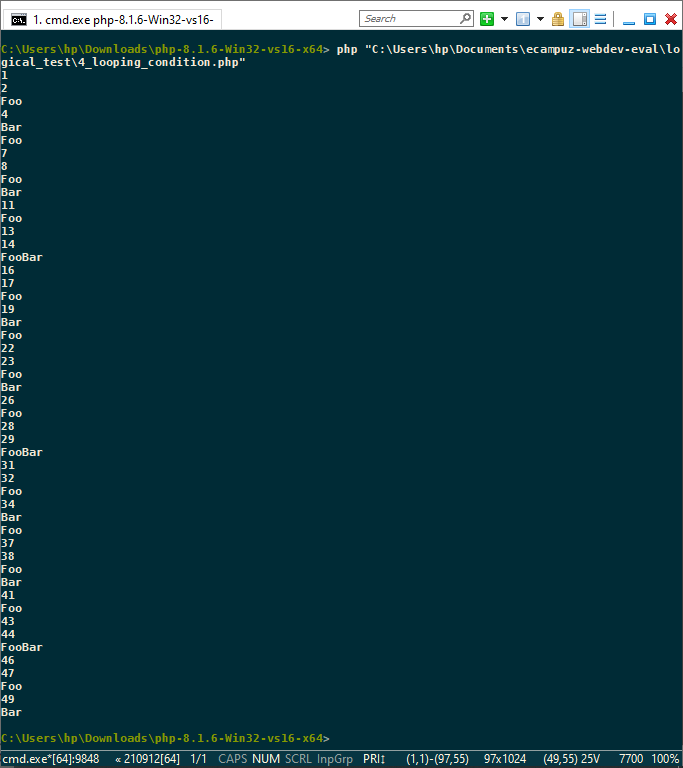 1. cmd.exe php-8.1.6-Win32-vs16-
Search
C:\Users\hp\Downloads\php-8.1.6-Win32-vs16-x64> php "C:\Users\hp\Documents\ecampuz-webdev-eval\lo
gical_test\4_looping_condition.php"
1
2
Foo
4
Bar
Foo
7
8
Foo
Bar
11
Foo
13
14
FooBar
16
17
Foo
19
Bar
Foo
22
23
Foo
Bar
26
Foo
28
29
FooBar
31
32
Foo
34
Bar
Foo
37
38
Foo
Bar
41
Foo
43
44
FooBar
46
47
Foo
49
Bar
C:\Users\hp\Downloads\php-8.1.6-Win32-vs16-x64>
cmd.exe*[64]:9848 « 210912[64] 1/1 CAPS NUM SCRL InpGrp PRI↕ (1,1)-(97,55) 97x1024 (49,55) 25V 7700 100%